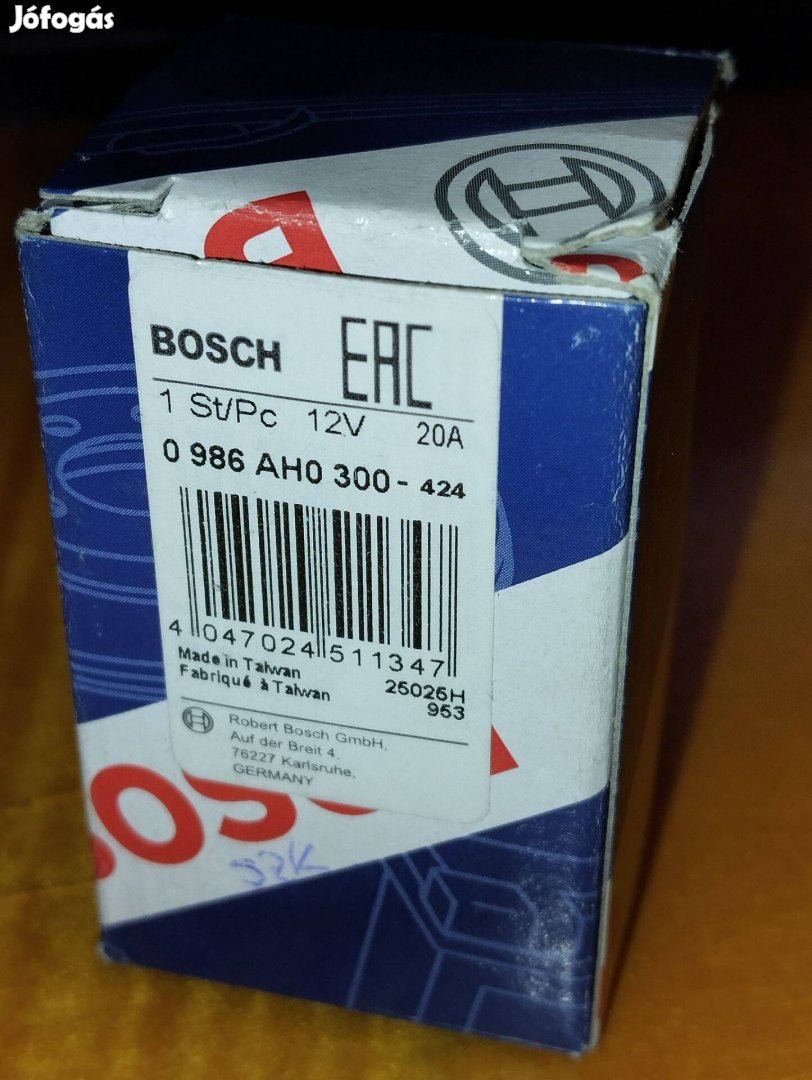 Jófogás
BOSCH EAC
1 St/Pc 12V 20A
0 986 AH0 300 - 424
4 047024 511347
Made in Taiwan
Fabriqué à Taiwan
25026H
953
Robert Bosch GmbH,
Auf der Breit 4,
76227 Karlsruhe,
GERMANY